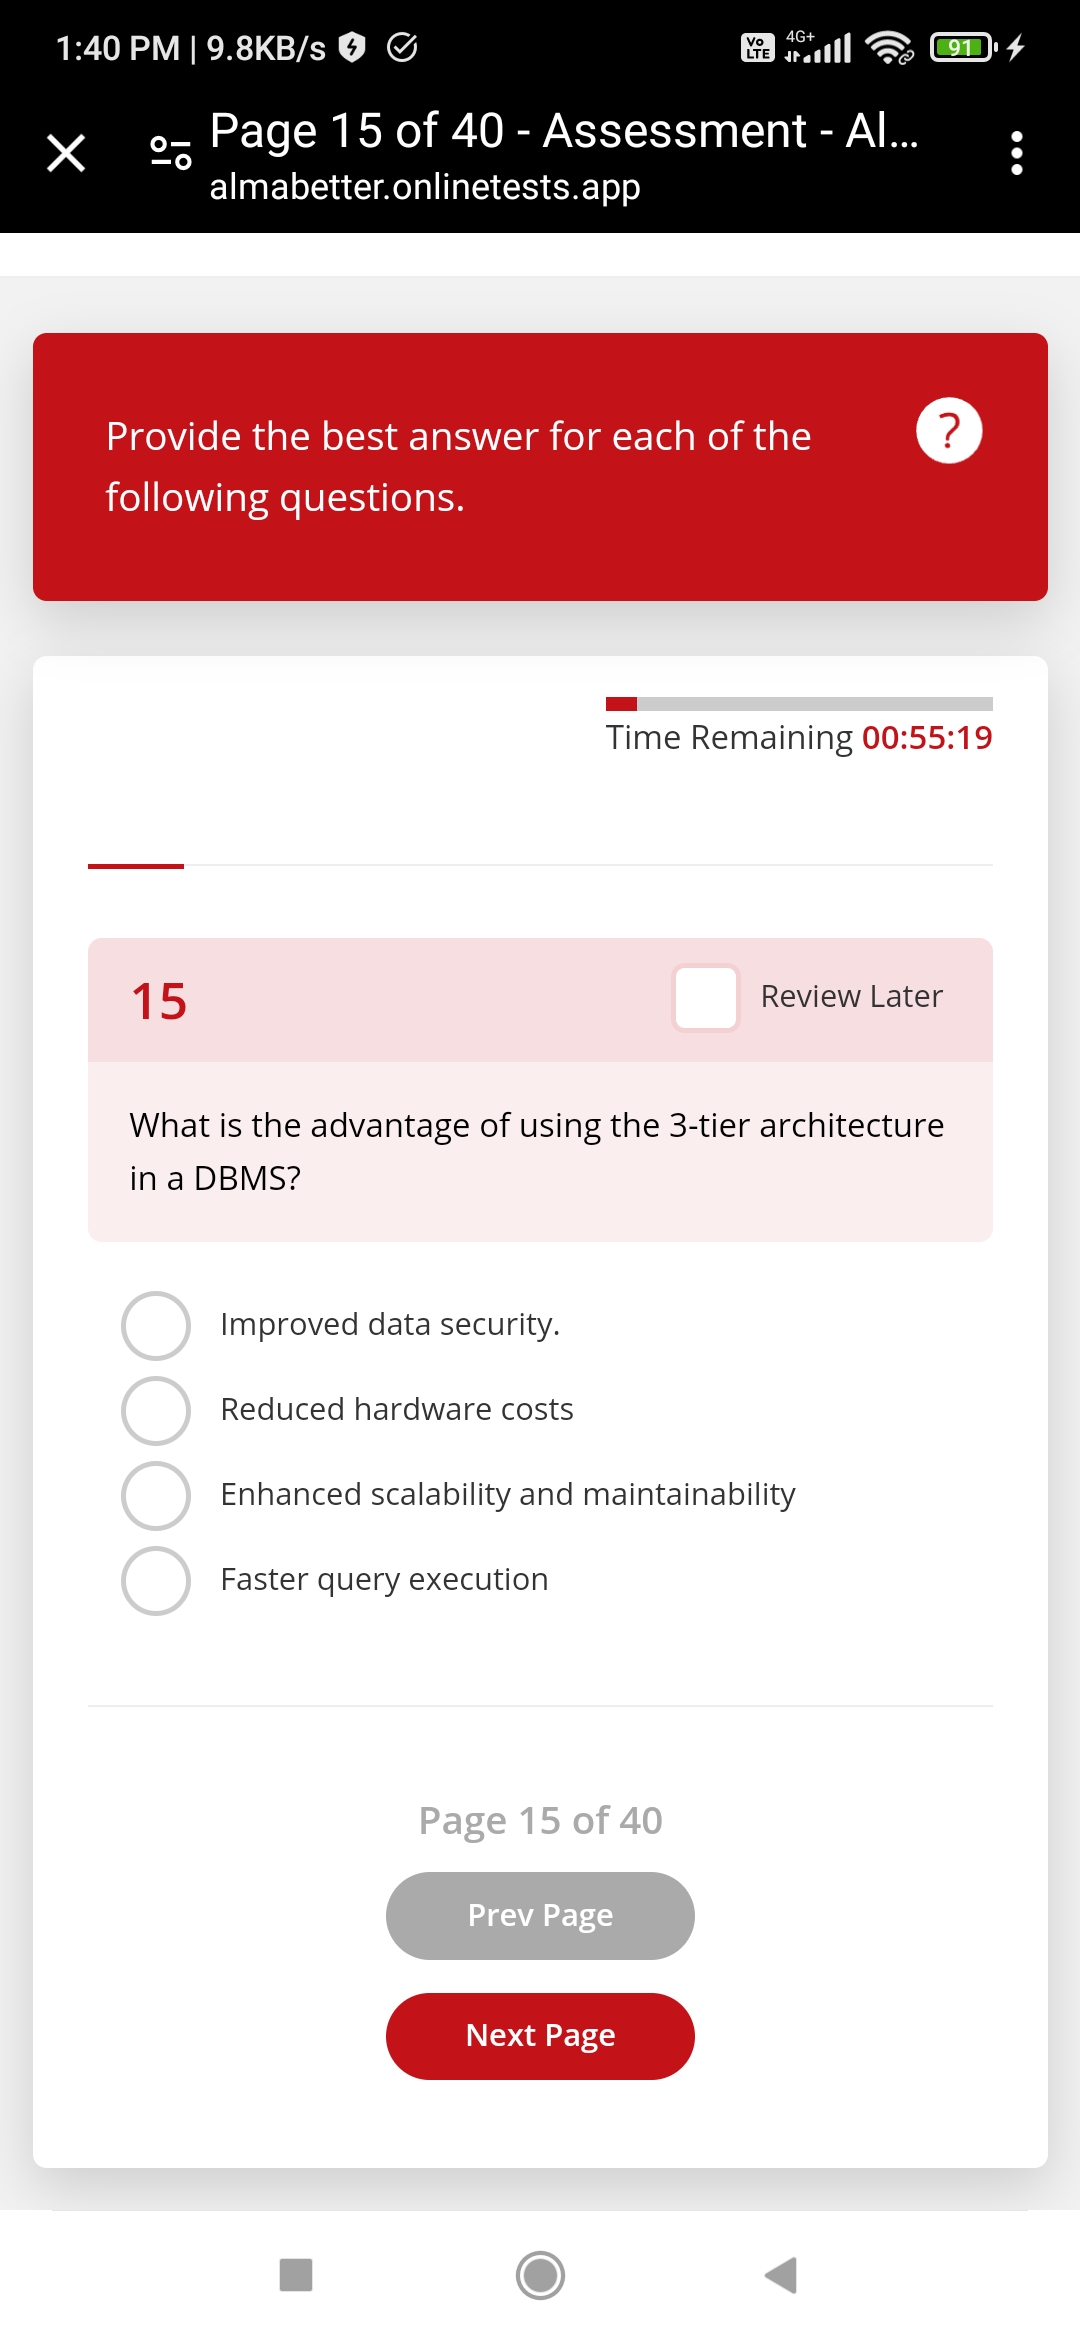 1:40 PM | 9.8KB/s
Vo LTE 4G+ 91
Page 15 of 40 - Assessment - Al...
almabetter.onlinetests.app
Provide the best answer for each of the
following questions.
?
Time Remaining 00:55:19
15
Review Later
What is the advantage of using the 3-tier architecture
in a DBMS?
Improved data security.
Reduced hardware costs
Enhanced scalability and maintainability
Faster query execution
Page 15 of 40
Prev Page
Next Page